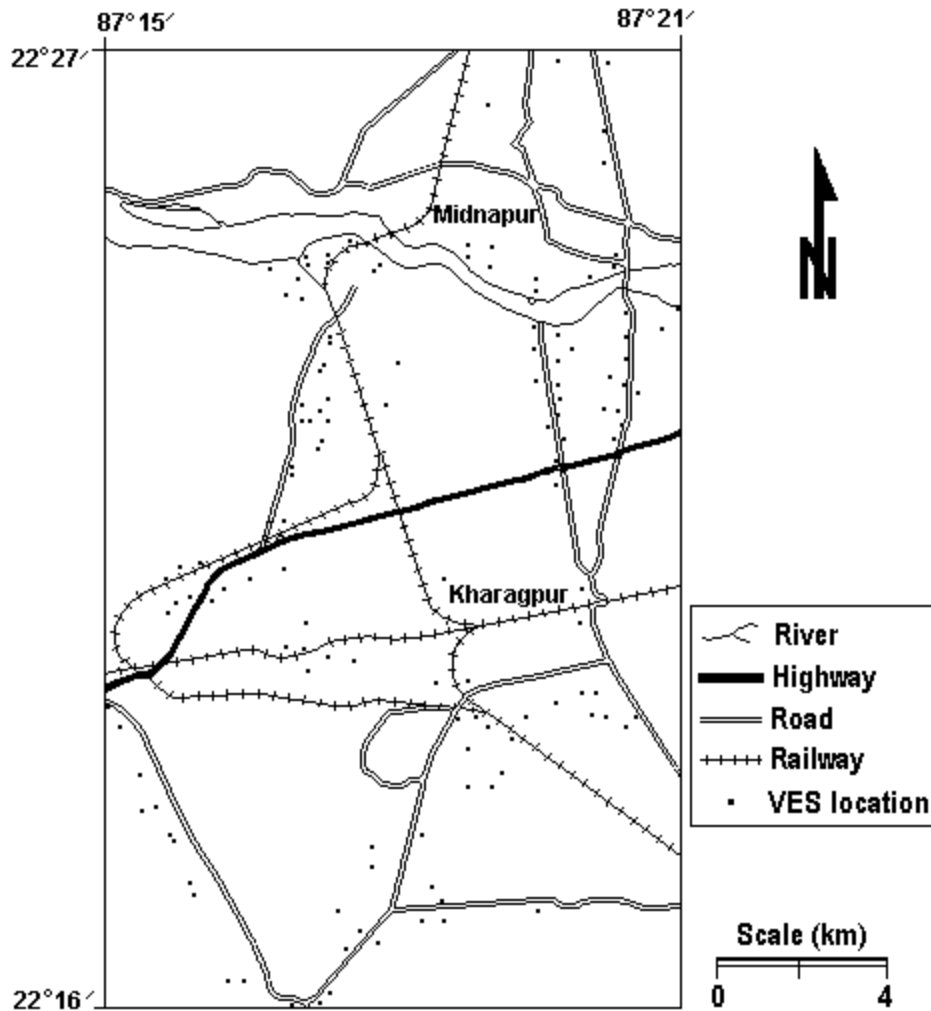 87°15′ 87°21′
22°27′
N
Midnapur
Kharagpur
River
Highway
Road
Railway
VES location
22°16′
Scale (km)
0 4